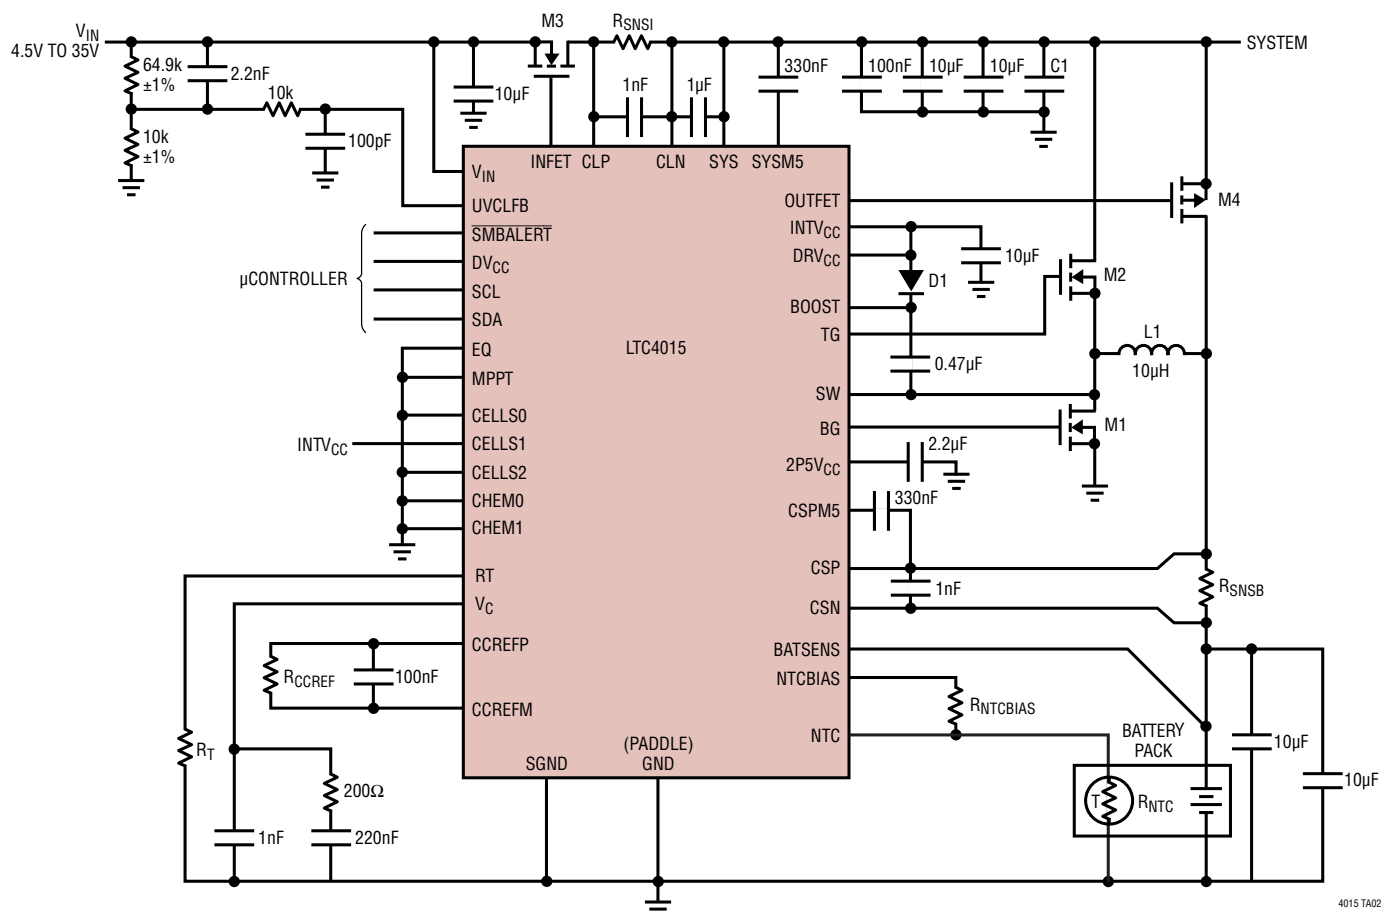 VIN
4.5V TO 35V
64.9k
±1%
2.2nF
10k
10k
±1%
100pF
10µF
M3
RSNSI
1nF
1µF
330nF
100nF
10µF
10µF
C1
SYSTEM
INFET
CLP
CLN
SYS
SYSM5
VIN
UVCLFB
SMBALERT
DVCC
SCL
SDA
µCONTROLLER
EQ
MPPT
CELLS0
INTVCC
CELLS1
CELLS2
CHEM0
CHEM1
RT
VC
CCREFP
RCCREF
100nF
CCREFM
LTC4015
SGND
(PADDLE)
GND
OUTFET
INTVCC
DRVCC
10µF
D1
BOOST
TG
0.47µF
SW
BG
2P5VCC
2.2µF
CSPM5
330nF
CSP
1nF
CSN
BATSENS
NTCBIAS
RNTCBIAS
NTC
M4
M2
L1
10µH
M1
RSNSB
BATTERY
PACK
T
RNTC
10µF
10µF
RT
200Ω
1nF
220nF
4015 TA02